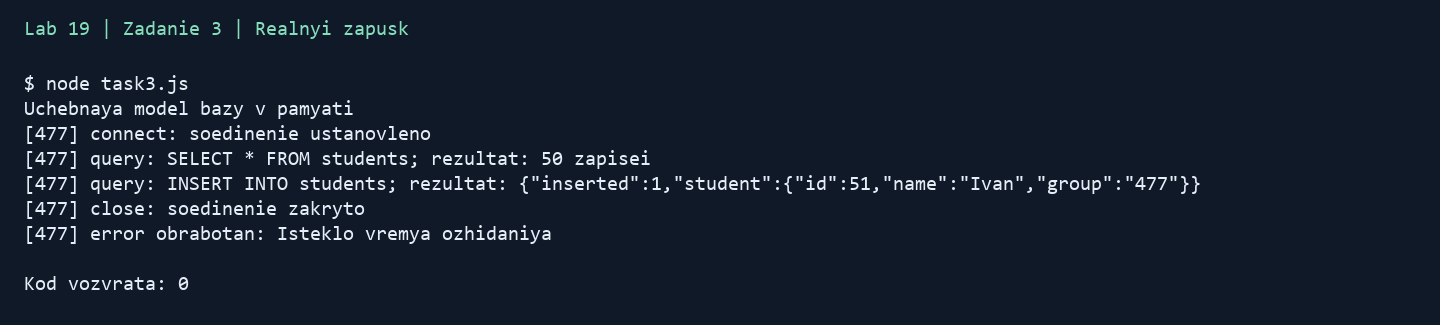 Lab 19 | Zadanie 3 | Realnyi zapusk
$ node task3.js
Uchebnaya model bazy v pamyati
[477] connect: soedinenie ustanovleno
[477] query: SELECT * FROM students; rezultat: 50 zapisei
[477] query: INSERT INTO students; rezultat: {"inserted":1,"student":{"id":51,"name":"Ivan","group":"477"}}
[477] close: soedinenie zakryto
[477] error obrabotan: Isteklo vremya ozhidaniya
Kod vozvrata: 0